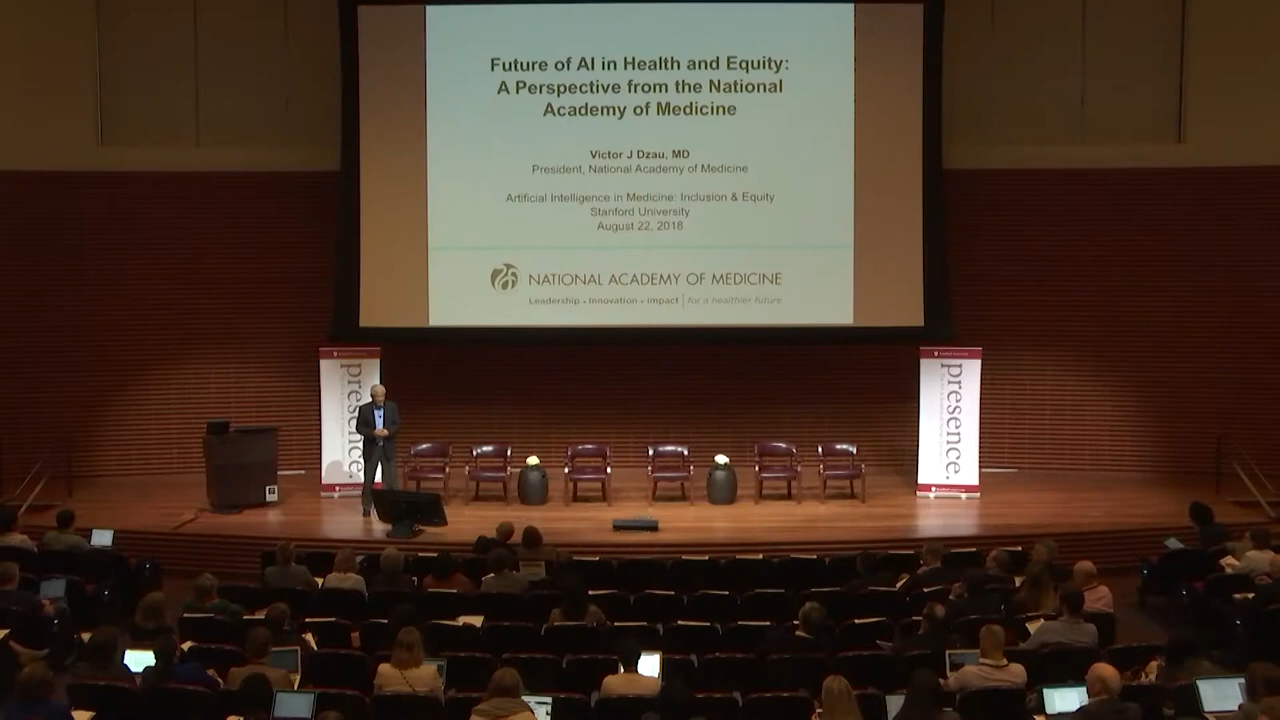 Future of AI in Health and Equity:
A Perspective from the National
Academy of Medicine
Victor J Dzau, MD
President, National Academy of Medicine
Artificial Intelligence in Medicine: Inclusion & Equity
Stanford University
August 22, 2018
NATIONAL ACADEMY OF MEDICINE
Leadership • Innovation • Impact | for a healthier future
presence.
presence.